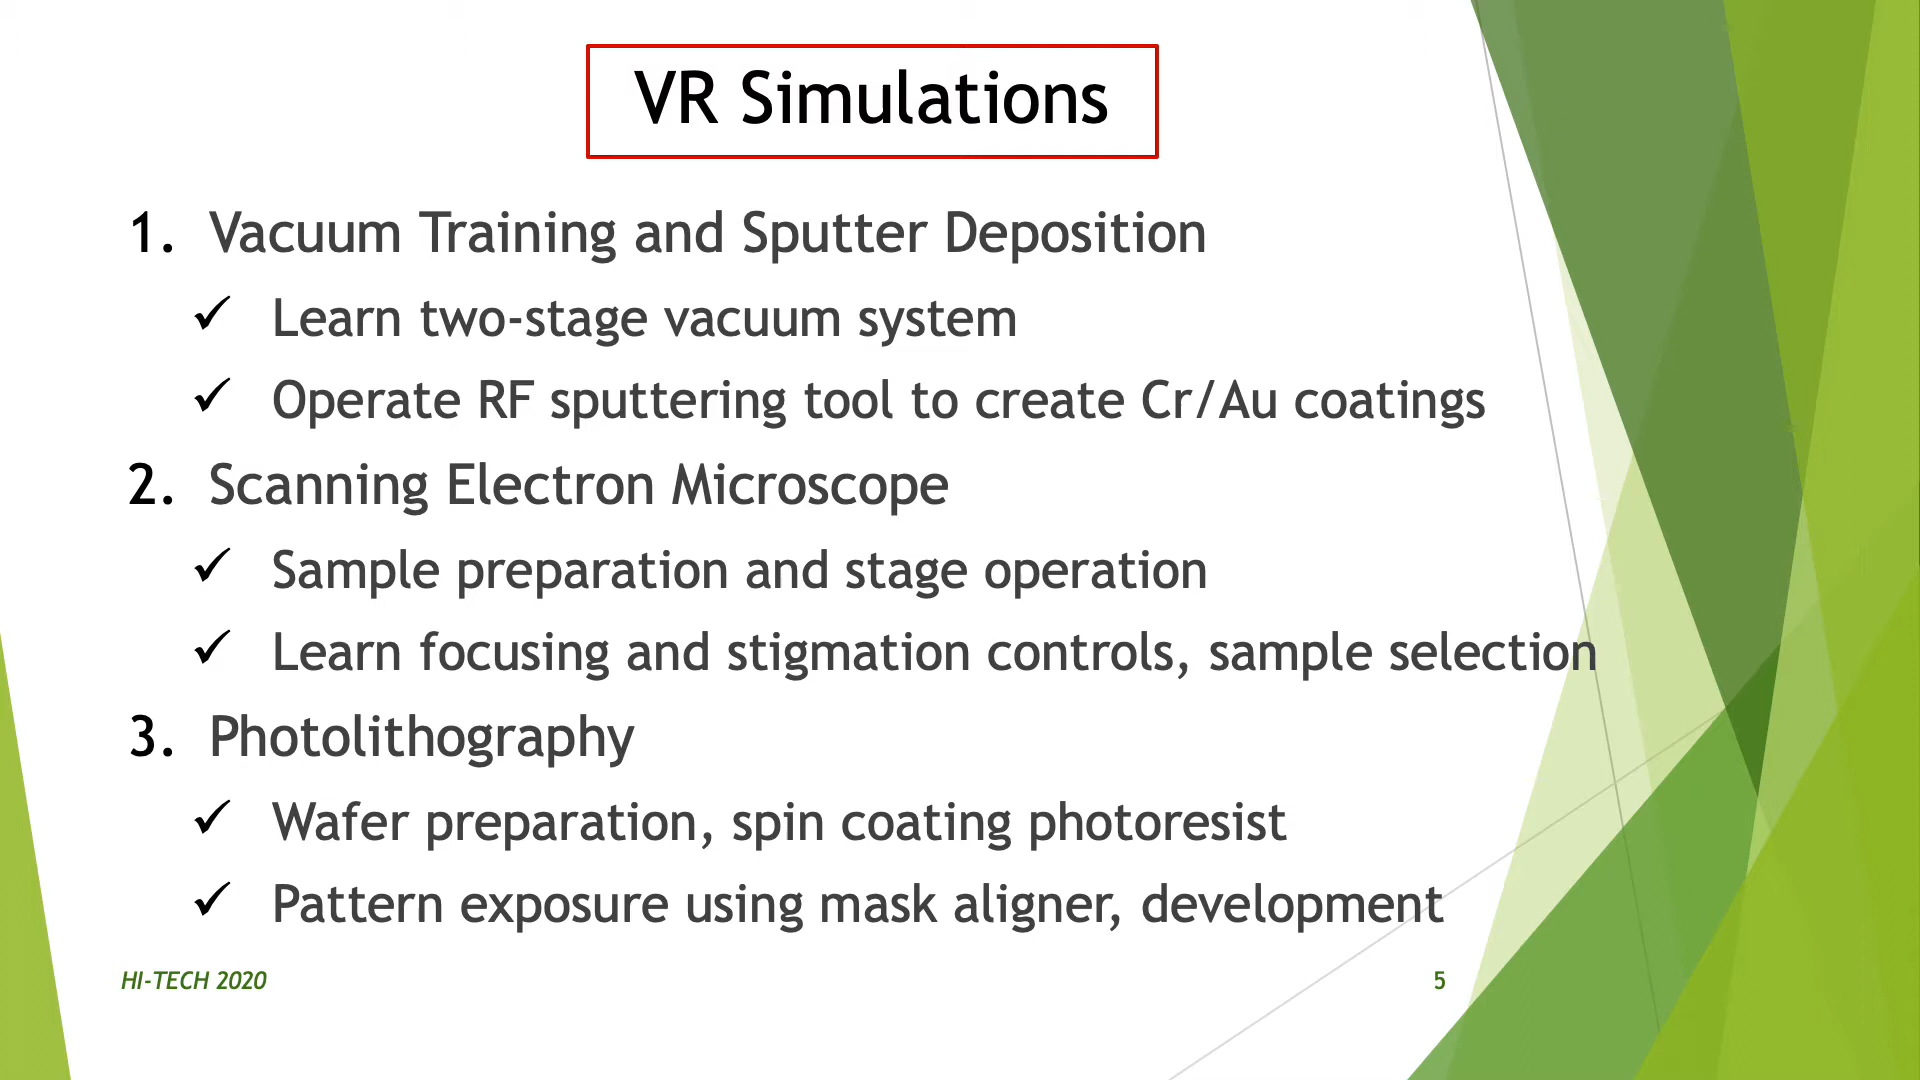 VR Simulations
1. Vacuum Training and Sputter Deposition
✓ Learn two-stage vacuum system
✓ Operate RF sputtering tool to create Cr/Au coatings
2. Scanning Electron Microscope
✓ Sample preparation and stage operation
✓ Learn focusing and stigmation controls, sample selection
3. Photolithography
✓ Wafer preparation, spin coating photoresist
✓ Pattern exposure using mask aligner, development
HI-TECH 2020
5